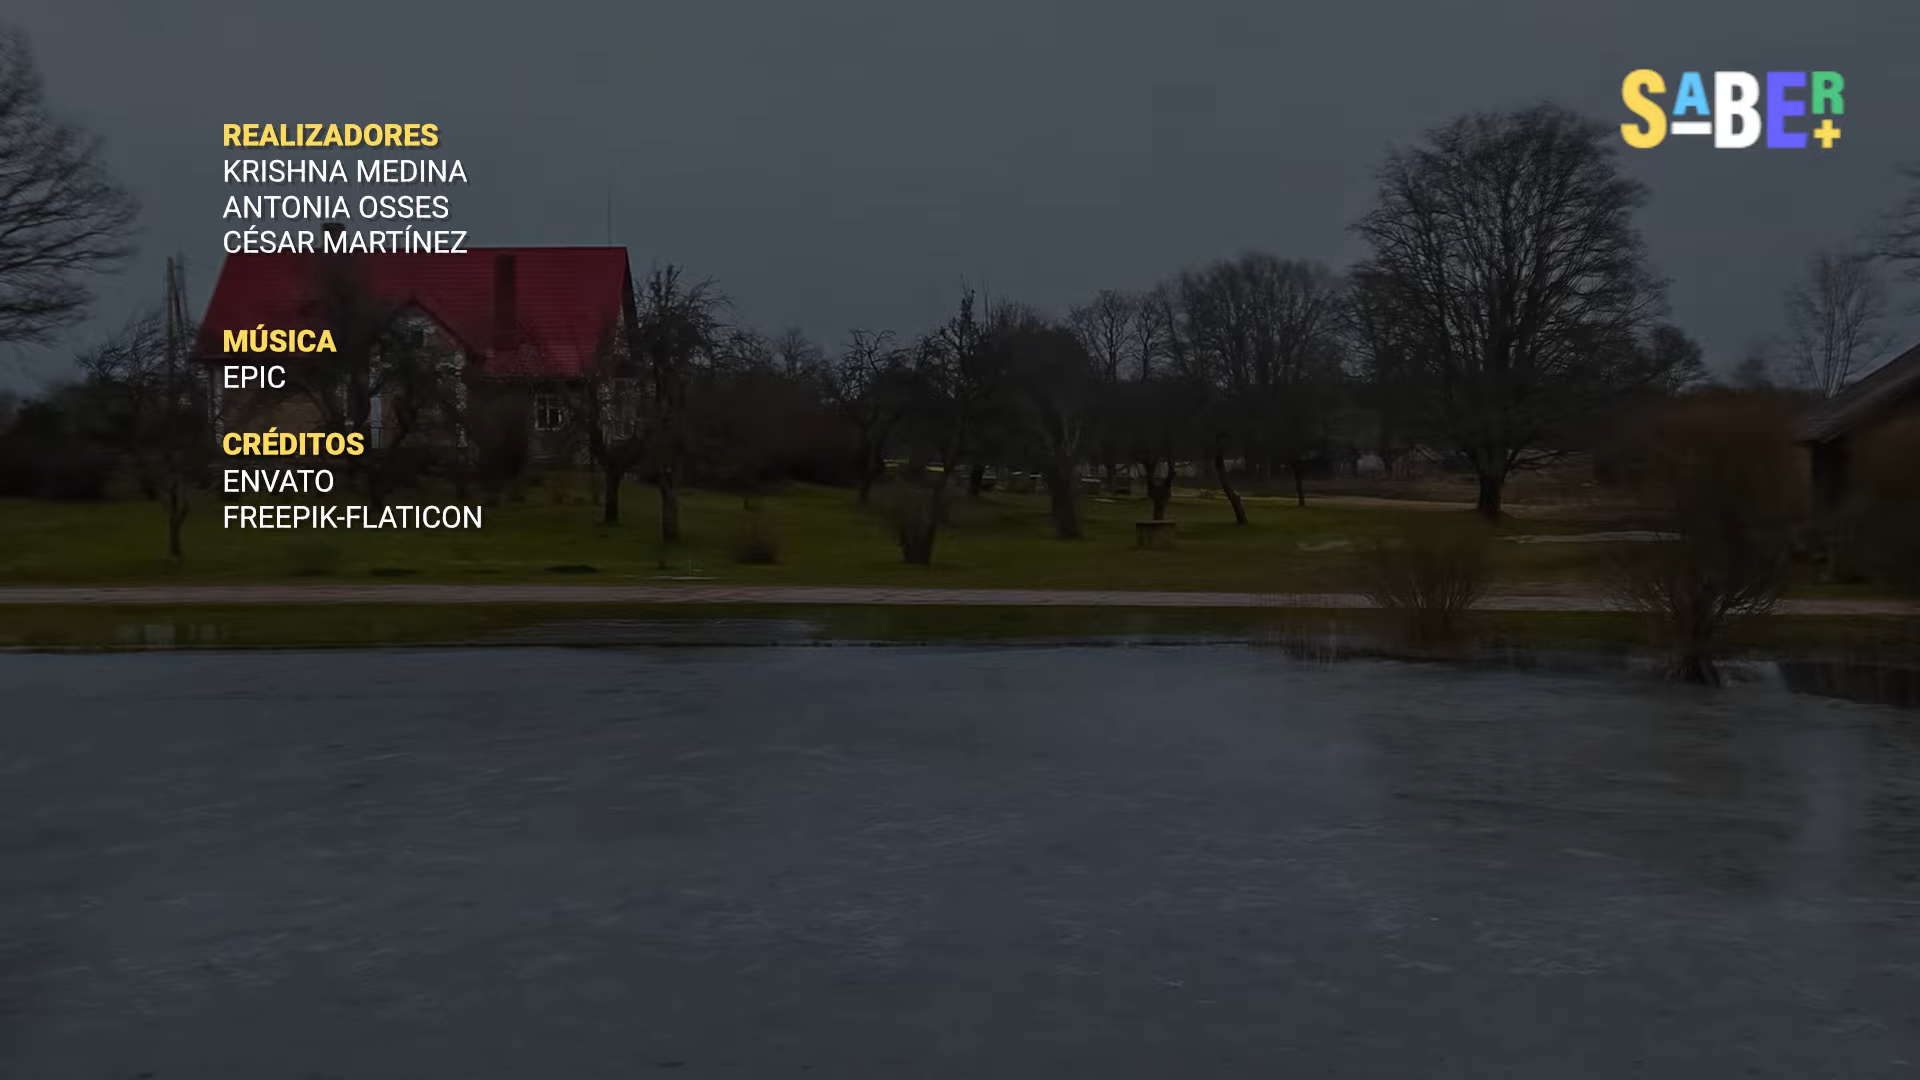 SABER+
REALIZADORES
KRISHNA MEDINA
ANTONIA OSSES
CÉSAR MARTÍNEZ
MÚSICA
EPIC
CRÉDITOS
ENVATO
FREEPIK-FLATICON